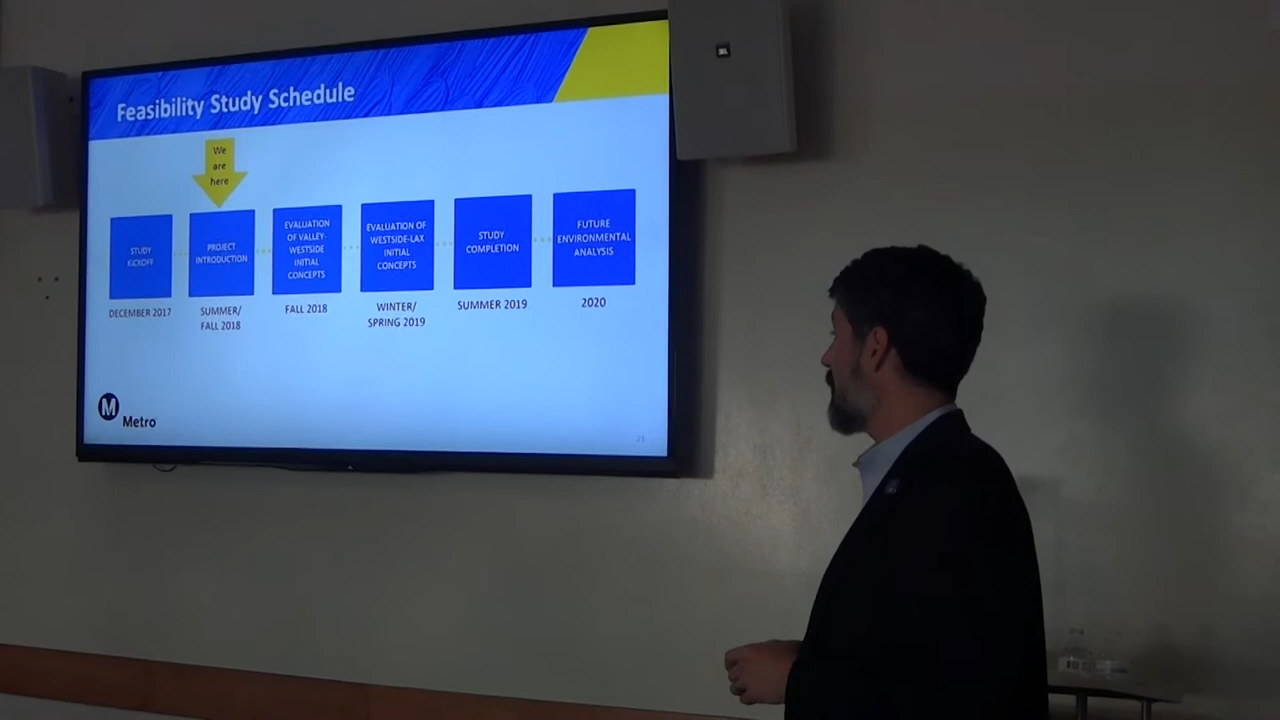 Feasibility Study Schedule
We
are
here
STUDY
KICKOFF
PROJECT
INTRODUCTION
EVALUATION
OF VALLEY-
WESTSIDE
INITIAL
CONCEPTS
EVALUATION OF
WESTSIDE-LAX
INITIAL
CONCEPTS
STUDY
COMPLETION
FUTURE
ENVIRONMENTAL
ANALYSIS
DECEMBER 2017
SUMMER/
FALL 2018
FALL 2018
WINTER/
SPRING 2019
SUMMER 2019
2020
M
Metro
JBL